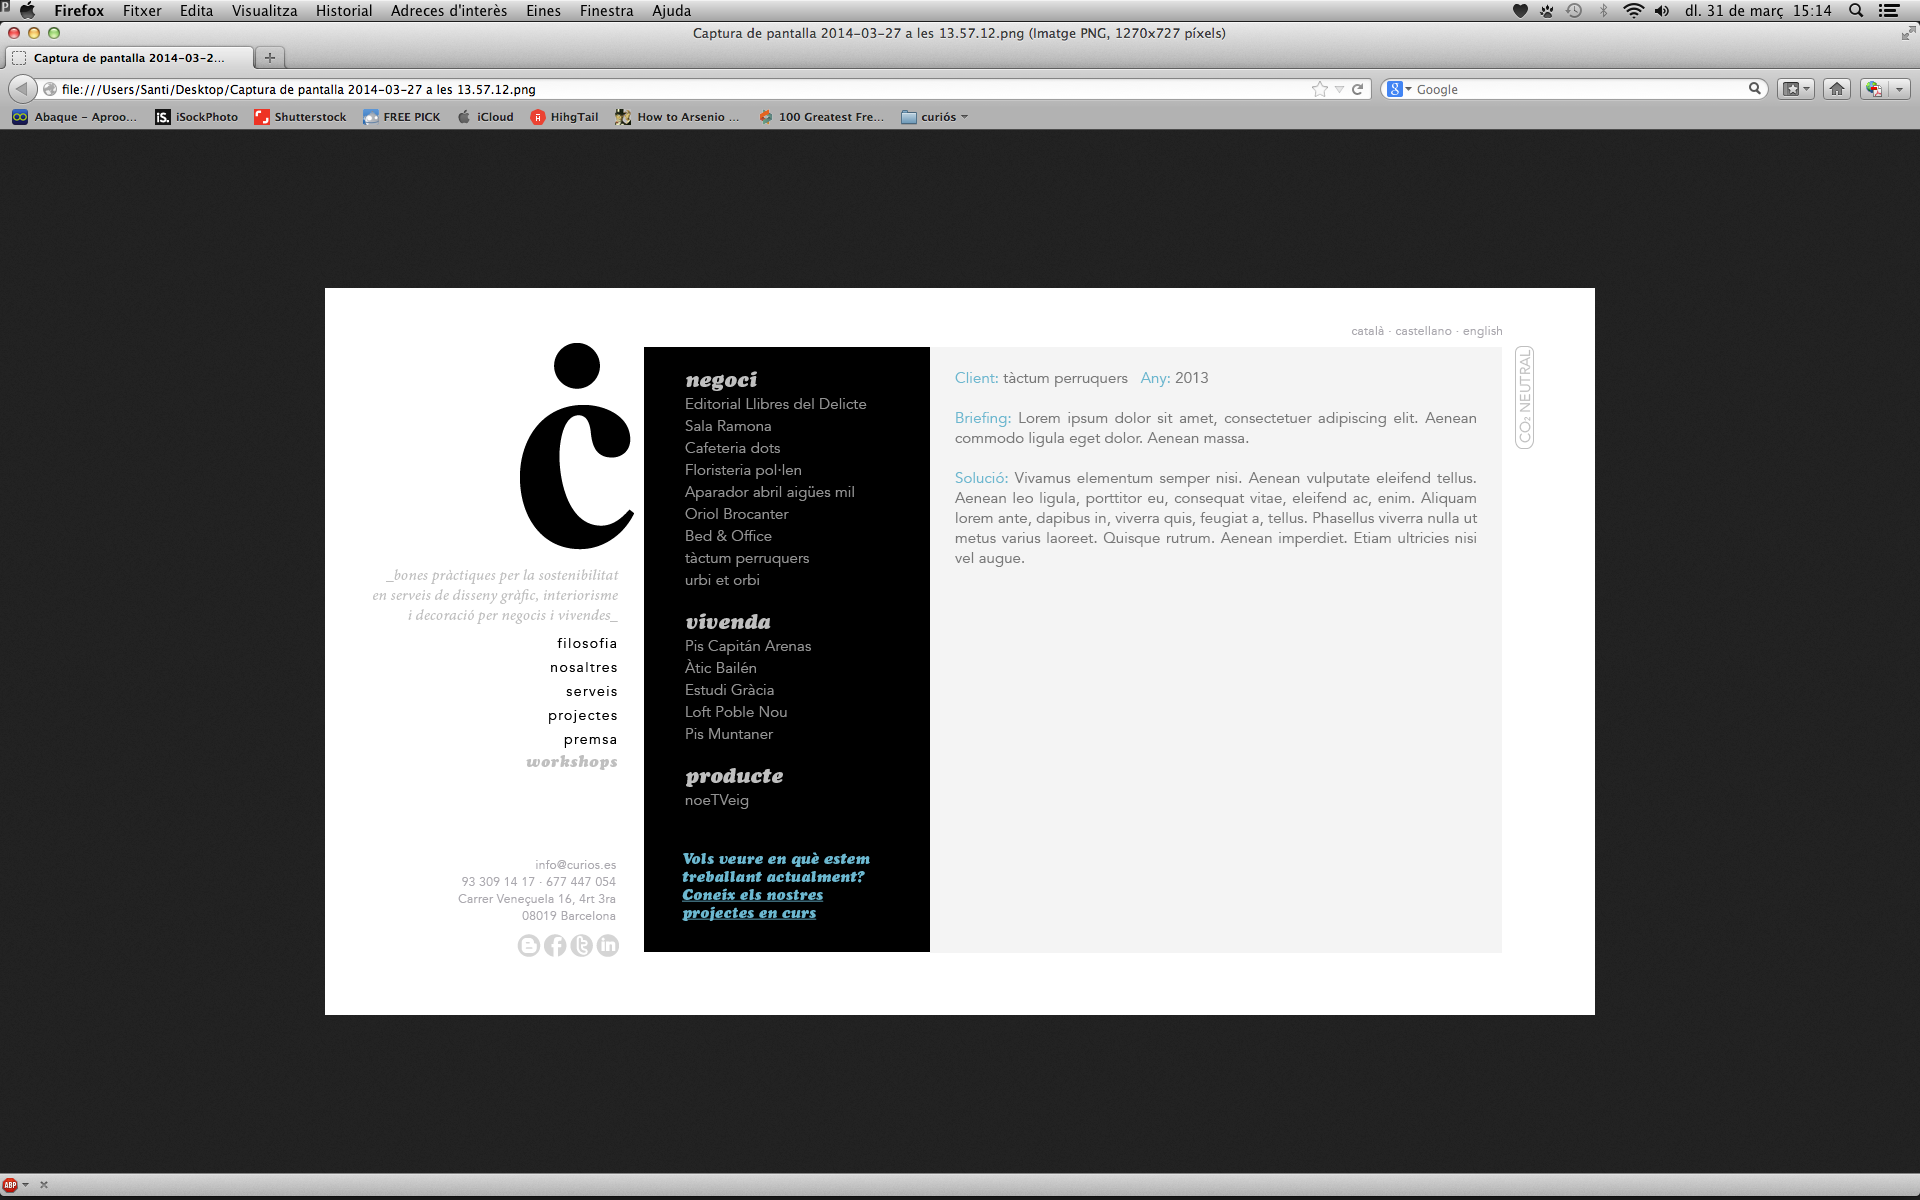 Firefox Fitxer Edita Visualitza Historial Adreces d'interès Eines Finestra Ajuda
dl. 31 de març 15:14
Captura de pantalla 2014-03-27 a les 13.57.12.png (Imatge PNG, 1270x727 píxels)
Captura de pantalla 2014-03-2...
file:///Users/Santi/Desktop/Captura de pantalla 2014-03-27 a les 13.57.12.png
Google
Abaque - Aproo... iSockPhoto Shutterstock FREE PICK iCloud HihgTail How to Arsenio ... 100 Greatest Fre... curiós
català · castellano · english
CO₂ NEUTRAL
ċ
_bones pràctiques per la sostenibilitat
en serveis de disseny gràfic, interiorisme
i decoració per negocis i vivendes_
filosofia
nosaltres
serveis
projectes
premsa
workshops
info@curios.es
93 309 14 17 - 677 447 054
Carrer Veneçuela 16, 4rt 3ra
08019 Barcelona
negoci
Editorial Llibres del Delicte
Sala Ramona
Cafeteria dots
Floristeria pol·len
Aparador abril aigües mil
Oriol Brocanter
Bed & Office
tàctum perruquers
urbi et orbi
vivenda
Pis Capitán Arenas
Àtic Bailén
Estudi Gràcia
Loft Poble Nou
Pis Muntaner
producte
noeTVeig
Vols veure en què estem
treballant actualment?
Coneix els nostres
projectes en curs
Client: tàctum perruquers Any: 2013
Briefing: Lorem ipsum dolor sit amet, consectetuer adipiscing elit. Aenean
commodo ligula eget dolor. Aenean massa.
Solució: Vivamus elementum semper nisi. Aenean vulputate eleifend tellus.
Aenean leo ligula, porttitor eu, consequat vitae, eleifend ac, enim. Aliquam
lorem ante, dapibus in, viverra quis, feugiat a, tellus. Phasellus viverra nulla ut
metus varius laoreet. Quisque rutrum. Aenean imperdiet. Etiam ultricies nisi
vel augue.
ABP